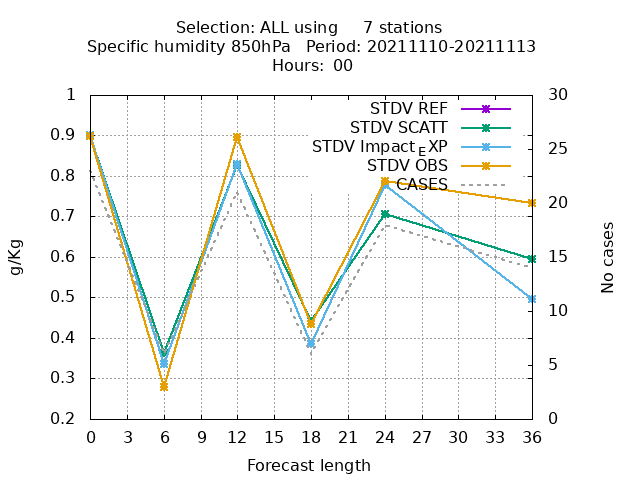 Selection: ALL using     7 stations
Specific humidity 850hPa   Period: 20211110-20211113
Hours:  00
1
0.9
0.8
0.7
0.6
0.5
0.4
0.3
0.2
30
25
20
15
10
5
0
STDV REF
STDV SCATT
STDV Impact_EXP
STDV OBS
CASES
g/Kg
No cases
0 3 6 9 12 15 18 21 24 27 30 33 36
Forecast length